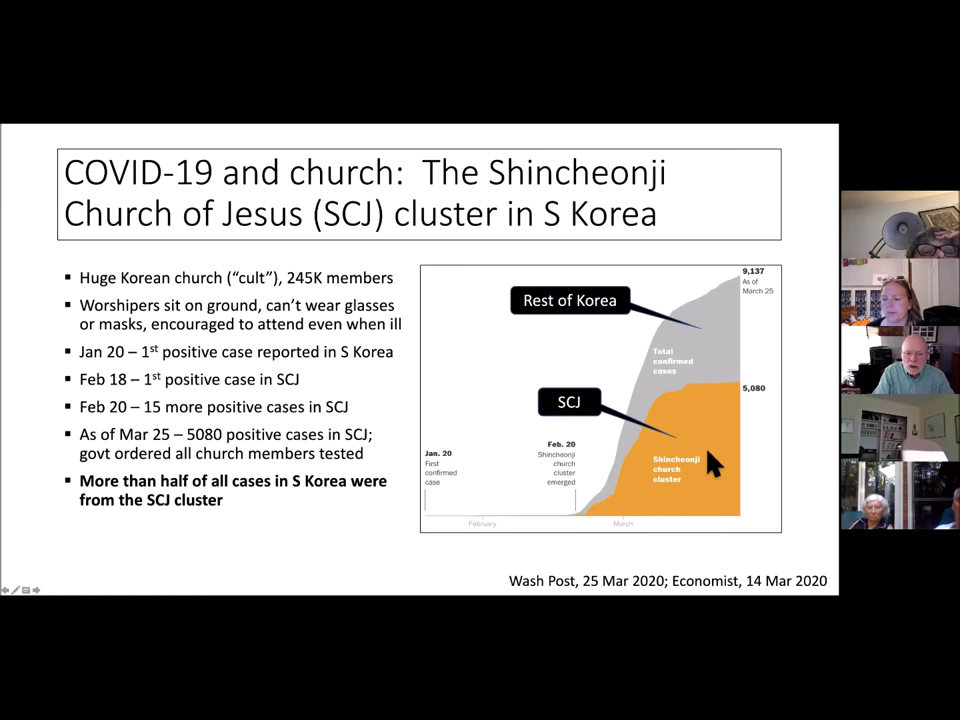 COVID-19 and church:  The Shincheonji
Church of Jesus (SCJ) cluster in S Korea
▪ Huge Korean church (“cult”), 245K members
▪ Worshipers sit on ground, can’t wear glasses
or masks, encouraged to attend even when ill
▪ Jan 20 – 1st positive case reported in S Korea
▪ Feb 18 – 1st positive case in SCJ
▪ Feb 20 – 15 more positive cases in SCJ
▪ As of Mar 25 – 5080 positive cases in SCJ;
govt ordered all church members tested
▪ More than half of all cases in S Korea were
from the SCJ cluster
9,137
As of
March 25
Rest of Korea
Total
confirmed
cases
5,080
SCJ
Jan. 20
First
confirmed
case
Feb. 20
Shincheonji
church
cluster
emerged
Shincheonji
church
cluster
February
March
Wash Post, 25 Mar 2020; Economist, 14 Mar 2020